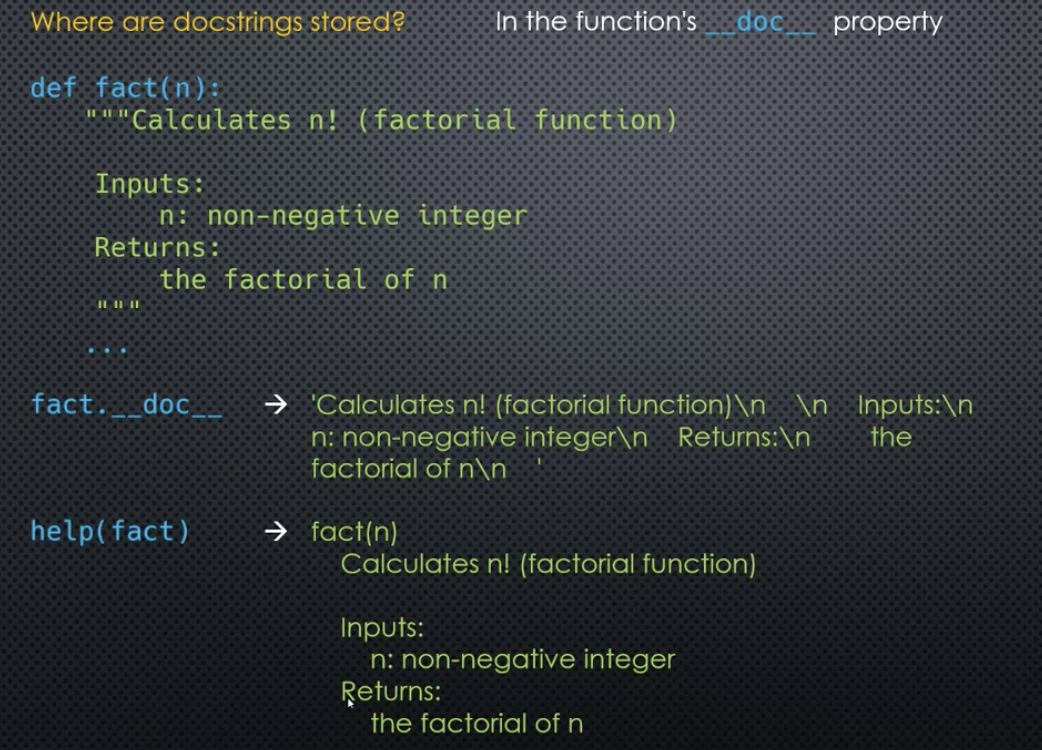 Where are docstrings stored? In the function's __doc__ property
def fact(n):
"""Calculates n! (factorial function)
Inputs:
n: non-negative integer
Returns:
the factorial of n
"""
...
fact.__doc__ → 'Calculates n! (factorial function)\n \n Inputs:\n
n: non-negative integer\n Returns:\n the
factorial of n\n '
help(fact) → fact(n)
Calculates n! (factorial function)
Inputs:
n: non-negative integer
Returns:
the factorial of n